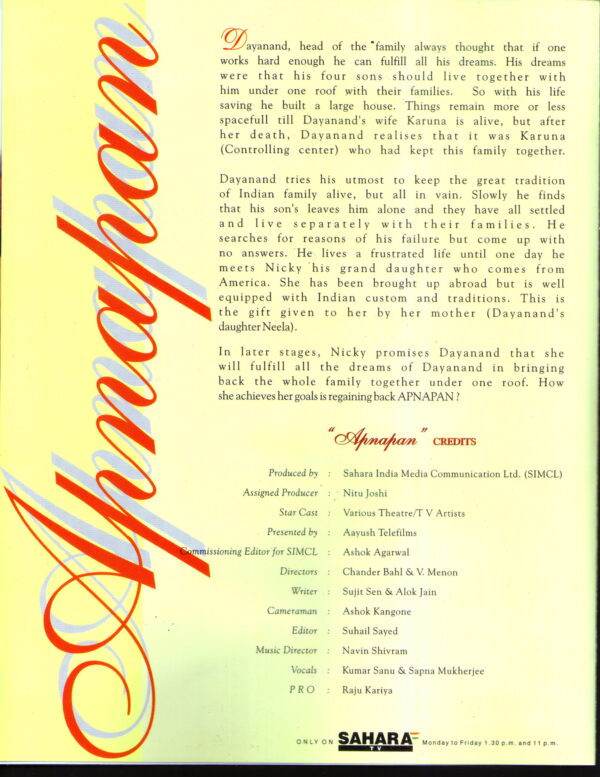 Apnapan
Dayanand, head of the family always thought that if one
works hard enough he can fulfill all his dreams. His dreams
were that his four sons should live together with
him under one roof with their families. So with his life
saving he built a large house. Things remain more or less
spacefull till Dayanand's wife Karuna is alive, but after
her death, Dayanand realises that it was Karuna
(Controlling center) who had kept this family together.
Dayanand tries his utmost to keep the great tradition
of Indian family alive, but all in vain. Slowly he finds
that his son's leaves him alone and they have all settled
and live separately with their families. He
searches for reasons of his failure but come up with
no answers. He lives a frustrated life until one day he
meets Nicky his grand daughter who comes from
America. She has been brought up abroad but is well
equipped with Indian custom and traditions. This is
the gift given to her by her mother (Dayanand's
daughter Neela).
In later stages, Nicky promises Dayanand that she
will fulfill all the dreams of Dayanand in bringing
back the whole family together under one roof. How
she achieves her goals is regaining back APNAPAN ?
"Apnapan" CREDITS
Produced by : Sahara India Media Communication Ltd. (SIMCL)
Assigned Producer : Nitu Joshi
Star Cast : Various Theatre/T V Artists
Presented by : Aayush Telefilms
Commissioning Editor for SIMCL : Ashok Agarwal
Directors : Chander Bahl & V. Menon
Writer : Sujit Sen & Alok Jain
Cameraman : Ashok Kangone
Editor : Suhail Sayed
Music Director : Navin Shivram
Vocals : Kumar Sanu & Sapna Mukherjee
P R O : Raju Kariya
ONLY ON SAHARA TV Monday to Friday 1.30 p.m. and 11 p.m.